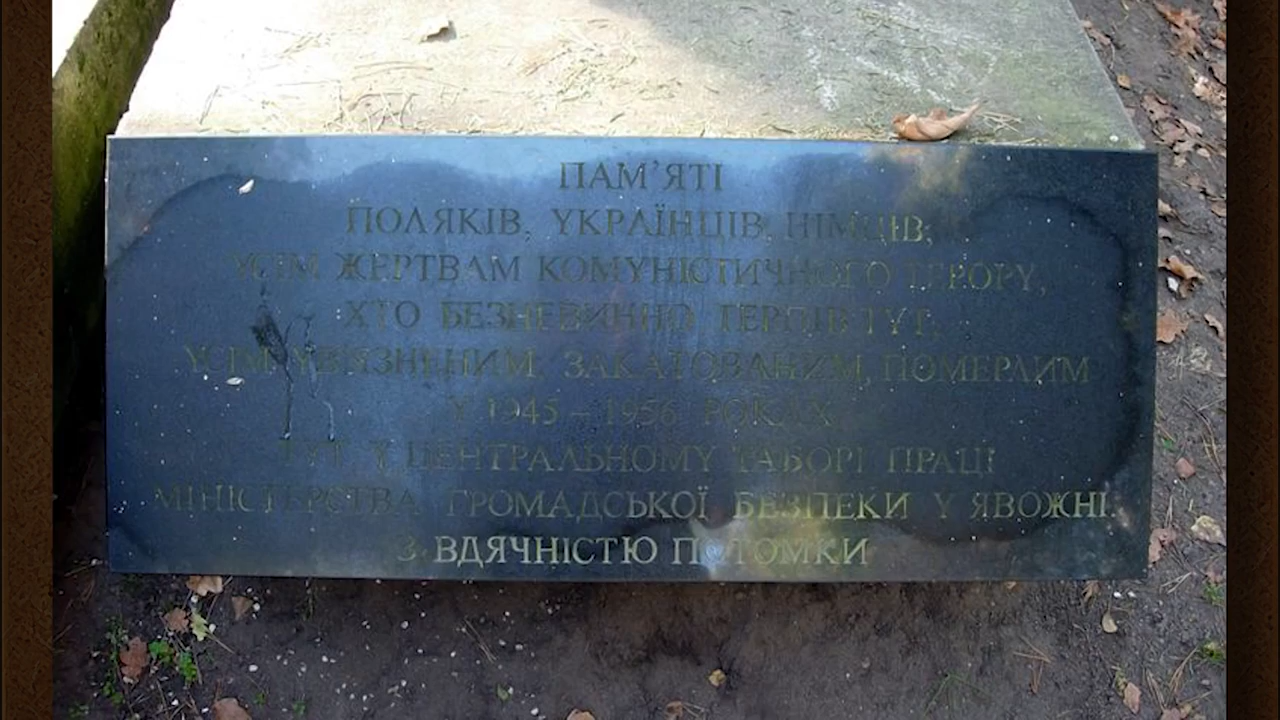 ПАМ'ЯТІ
ПОЛЯКІВ, УКРАЇНЦІВ, НІМЦІВ,
УСІМ ЖЕРТВАМ КОМУНІСТИЧНОГО ТЕРОРУ,
ХТО БЕЗНЕВИННО ТЕРПІВ ТУТ,
УСІМ УВ'ЯЗНЕНИМ, ЗАКАТОВАНИМ, ПОМЕРЛИМ
У 1945 – 1956 РОКАХ
ТУТ, У ЦЕНТРАЛЬНОМУ ТАБОРІ ПРАЦІ
МІНІСТЕРСТВА ГРОМАДСЬКОЇ БЕЗПЕКИ У ЯВОЖНІ.
З ВДЯЧНІСТЮ ПОТОМКИ